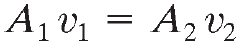 A₁ v₁ = A₂ v₂